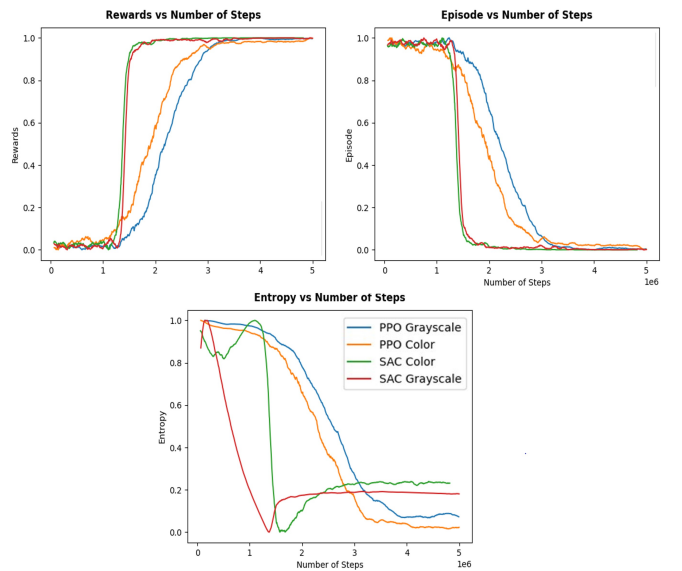 Rewards vs Number of Steps
Rewards
1.0
0.8
0.6
0.4
0.2
0.0
0 1 2 3 4 5
Episode vs Number of Steps
Episode
1.0
0.8
0.6
0.4
0.2
0.0
0 1 2 3 4 5
Number of Steps
1e6
Entropy vs Number of Steps
Entropy
1.0
0.8
0.6
0.4
0.2
0.0
PPO Grayscale
PPO Color
SAC Color
SAC Grayscale
0 1 2 3 4 5
Number of Steps
1e6